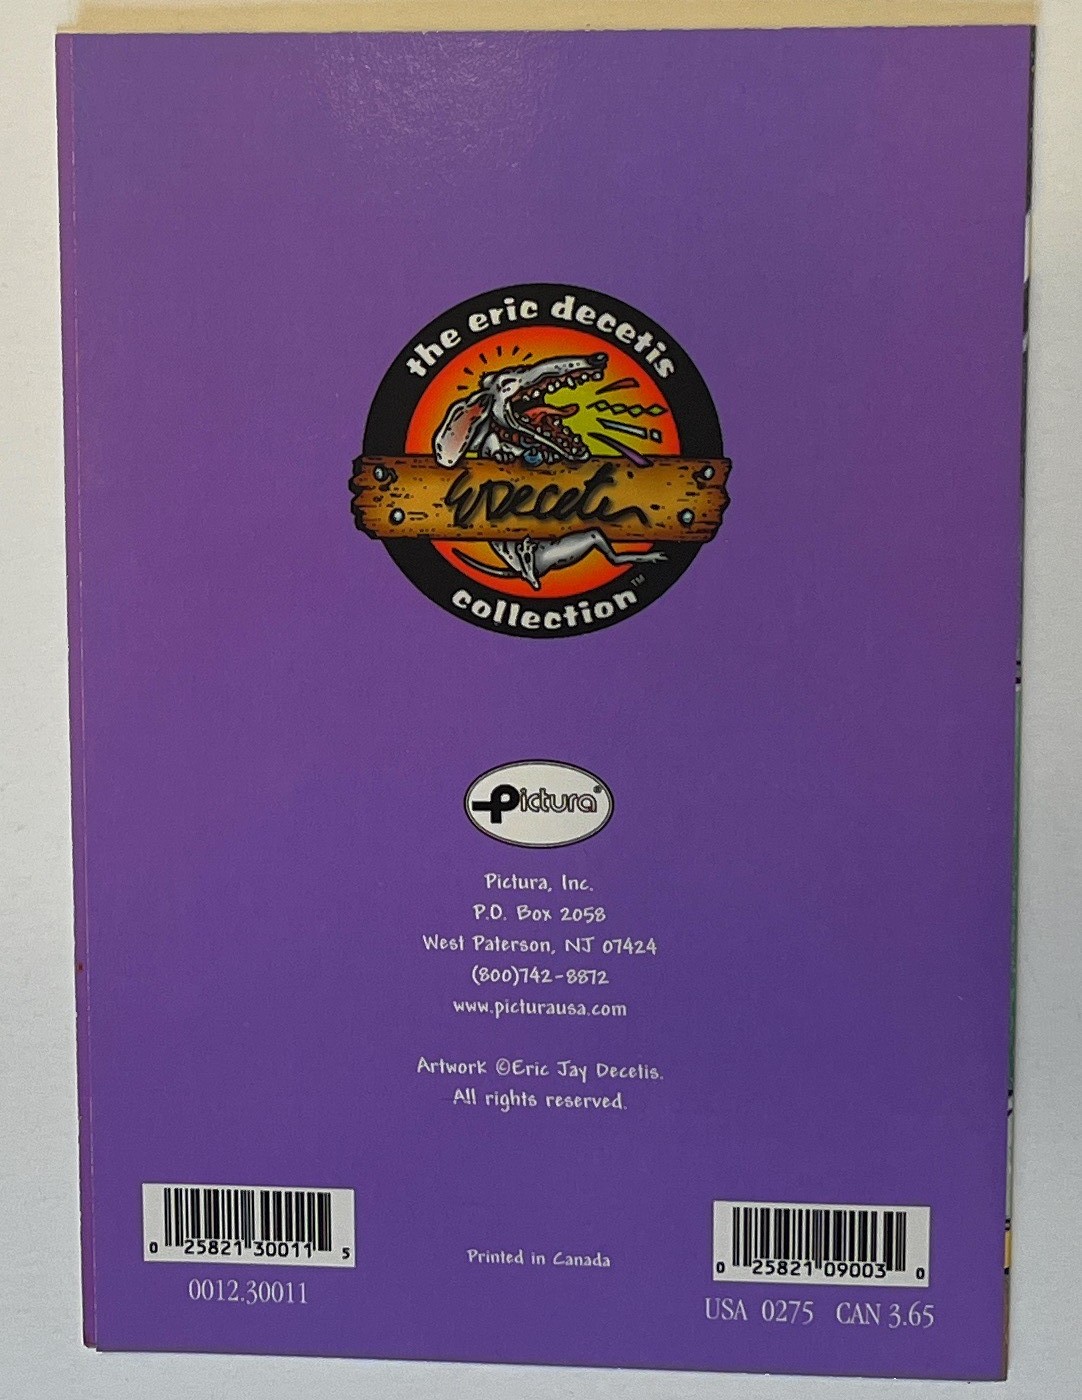 the eric decetis
E Decetis
collection™
Pictura®
Pictura, Inc.
P.O. Box 2058
West Paterson, NJ 07424
(800)742-8872
www.picturausa.com
Artwork ©Eric Jay Decetis.
All rights reserved.
0 25821 30011 5
0012.30011
Printed in Canada
0 25821 09003 0
USA 0275 CAN 3.65